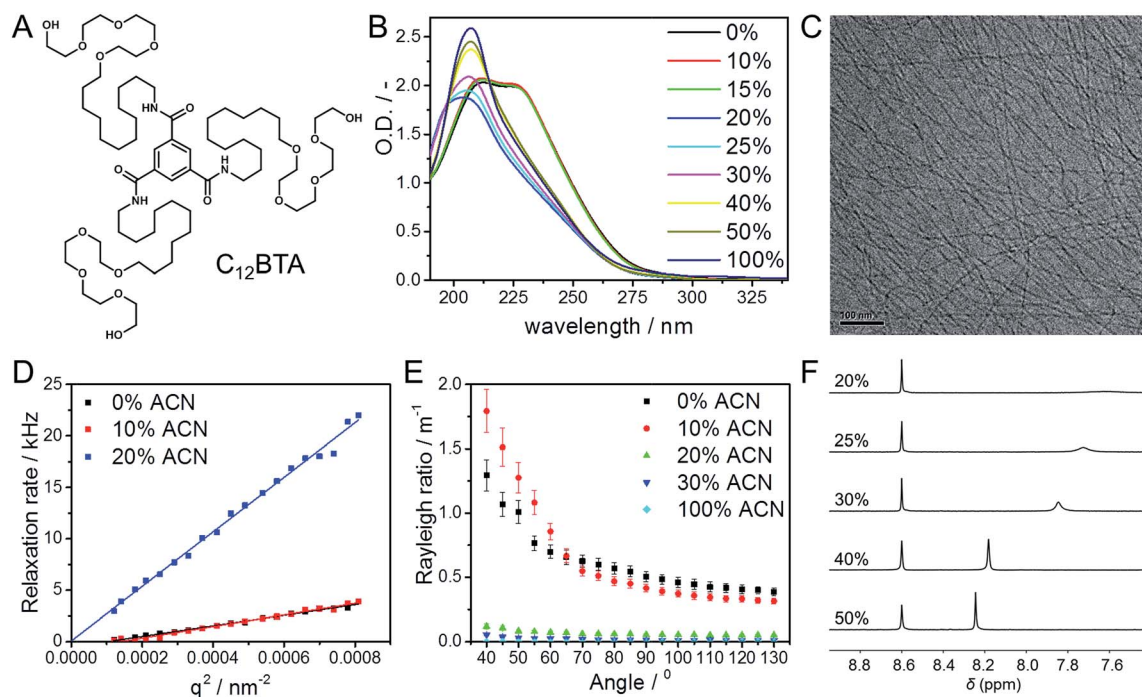 A
OH
O
O
O
O
NH
O
O
H
N
O
O
HN
O
O
O
O
OH
O
O
O
O
HO
C₁₂BTA
B
O.D. / -
2.5
2.0
1.5
1.0
0.5
0.0
200 225 250 275 300 325
wavelength / nm
0%
10%
15%
20%
25%
30%
40%
50%
100%
C
100 nm
D
Relaxation rate / kHz
25
20
15
10
5
0
0.0000 0.0002 0.0004 0.0006 0.0008
q² / nm⁻²
0% ACN
10% ACN
20% ACN
E
Rayleigh ratio / m⁻¹
2.0
1.5
1.0
0.5
0.0
40 50 60 70 80 90 100 110 120 130
Angle / ⁰
0% ACN
10% ACN
20% ACN
30% ACN
100% ACN
F
20%
25%
30%
40%
50%
8.8 8.6 8.4 8.2 8.0 7.8 7.6
δ (ppm)